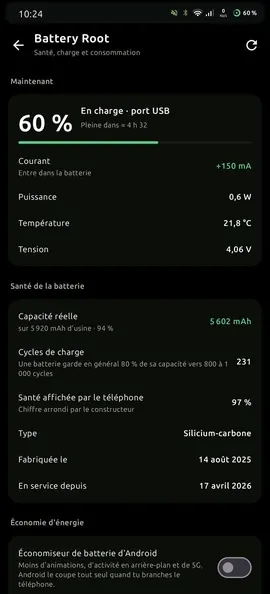 10:24
0
N/s
60 %
Battery Root
Santé, charge et consommation
Maintenant
60 %
En charge · port USB
Pleine dans ≈ 4 h 32
Courant
Entre dans la batterie
+150 mA
Puissance
0,6 W
Température
21,8 °C
Tension
4,06 V
Santé de la batterie
Capacité réelle
sur 5 920 mAh d'usine · 94 %
5 602 mAh
Cycles de charge
Une batterie garde en général 80 % de sa capacité vers 800 à 1
000 cycles
231
Santé affichée par le téléphone
Chiffre arrondi par le constructeur
97 %
Type
Silicium-carbone
Fabriquée le
14 août 2025
En service depuis
17 avril 2026
Économie d'énergie
Économiseur de batterie d'Android
Moins d'animations, d'activité en arrière-plan et de 5G.
Android le coupe tout seul quand tu branches le
téléphone.